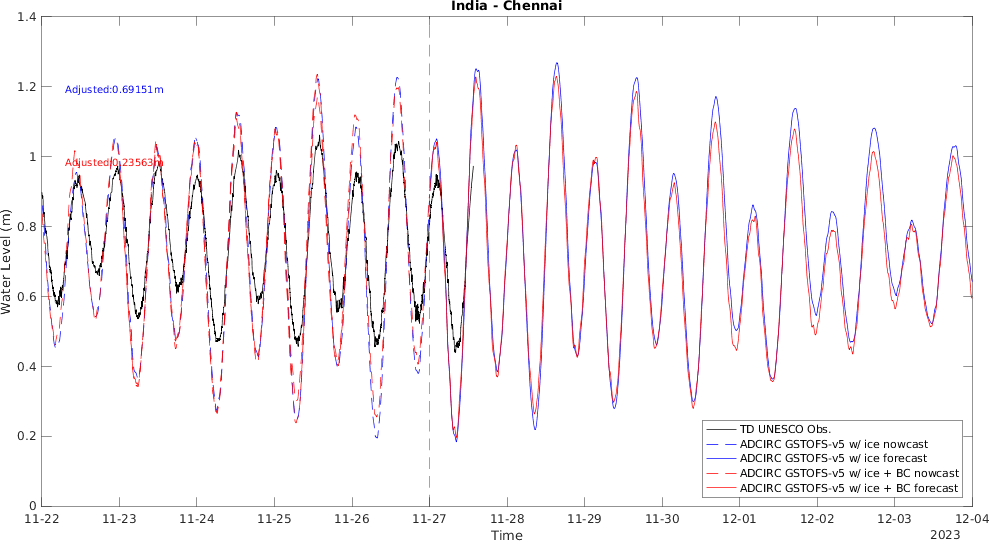 India - Chennai
1.4
1.2
1
0.8
0.6
0.4
0.2
0
Water Level (m)
Adjusted:0.69151m
Adjusted:0.23563m
TD UNESCO Obs.
ADCIRC GSTOFS-v5 w/ ice nowcast
ADCIRC GSTOFS-v5 w/ ice forecast
ADCIRC GSTOFS-v5 w/ ice + BC nowcast
ADCIRC GSTOFS-v5 w/ ice + BC forecast
11-22 11-23 11-24 11-25 11-26 11-27 11-28 11-29 11-30 12-01 12-02 12-03 12-04
Time
2023